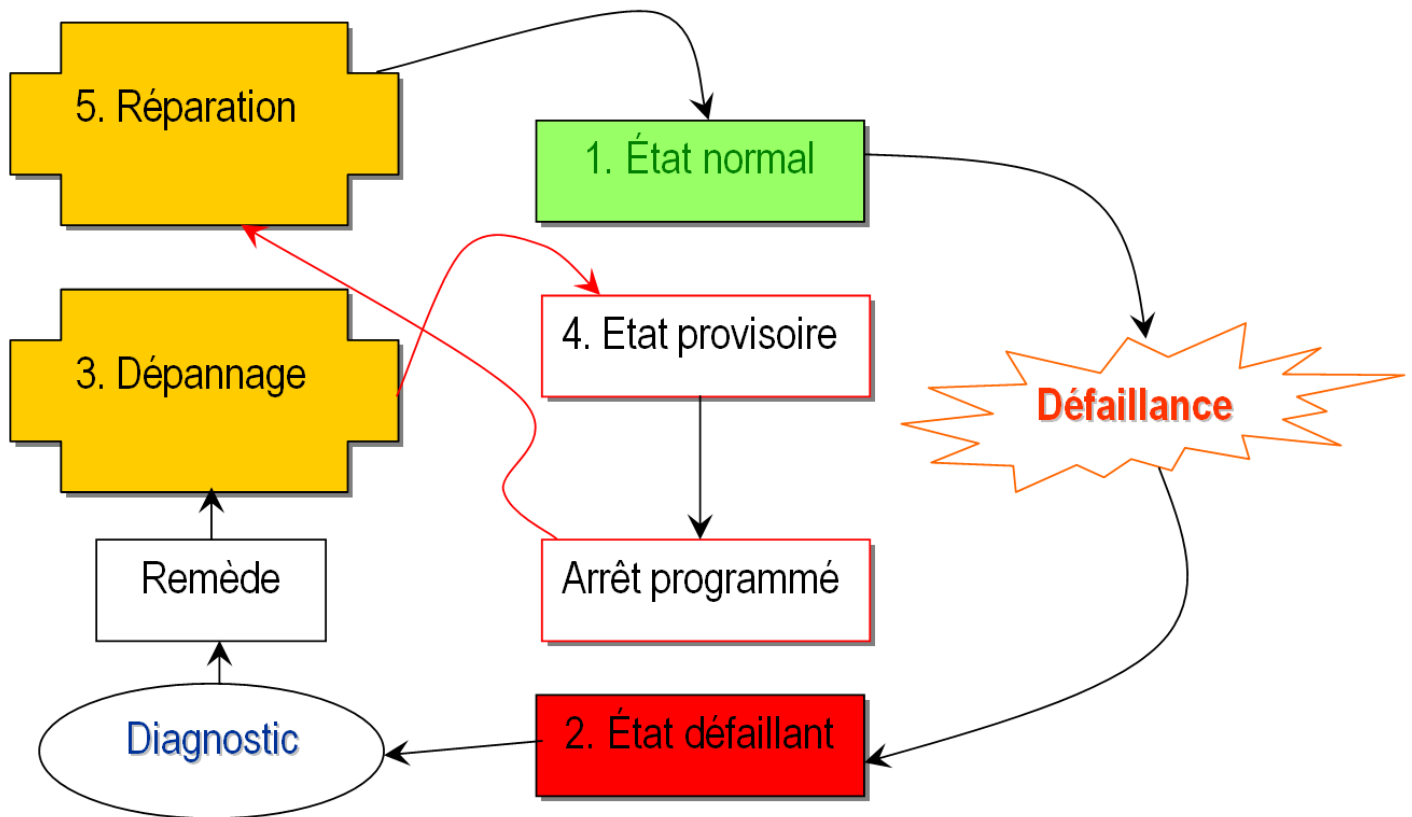 5. Réparation
1. État normal
4. Etat provisoire
3. Dépannage
Défaillance
Remède
Arrêt programmé
Diagnostic
2. État défaillant